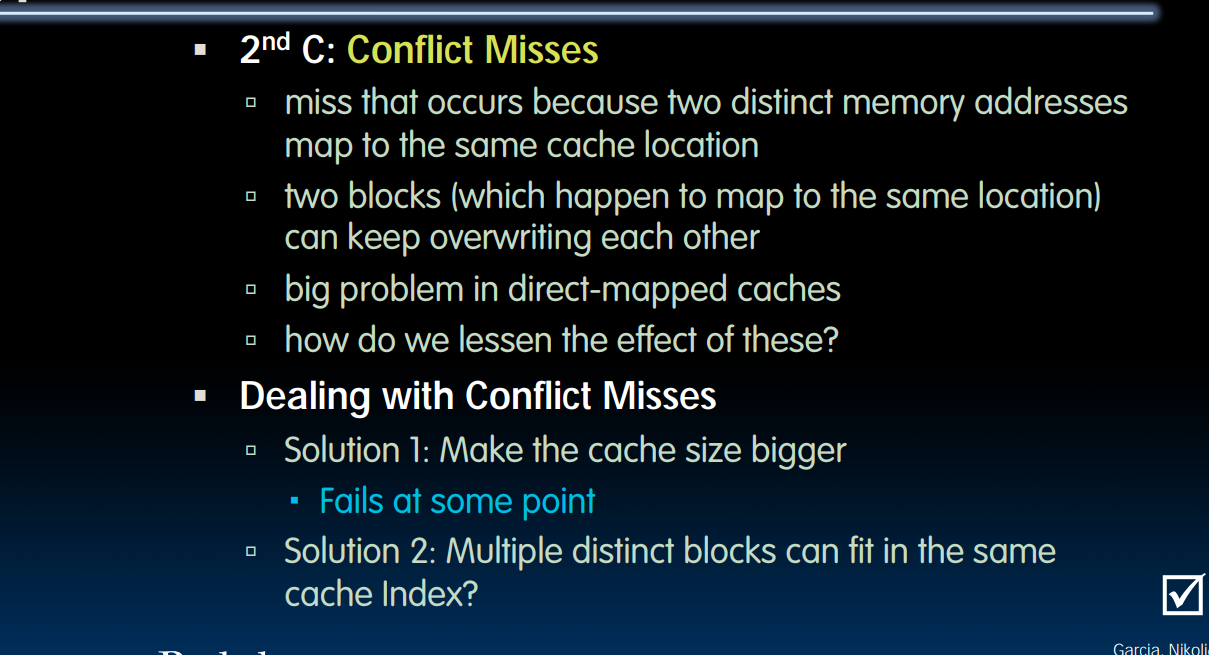 2nd C: Conflict Misses
miss that occurs because two distinct memory addresses
map to the same cache location
two blocks (which happen to map to the same location)
can keep overwriting each other
big problem in direct-mapped caches
how do we lessen the effect of these?
Dealing with Conflict Misses
Solution 1: Make the cache size bigger
Fails at some point
Solution 2: Multiple distinct blocks can fit in the same
cache Index?
Garcia,